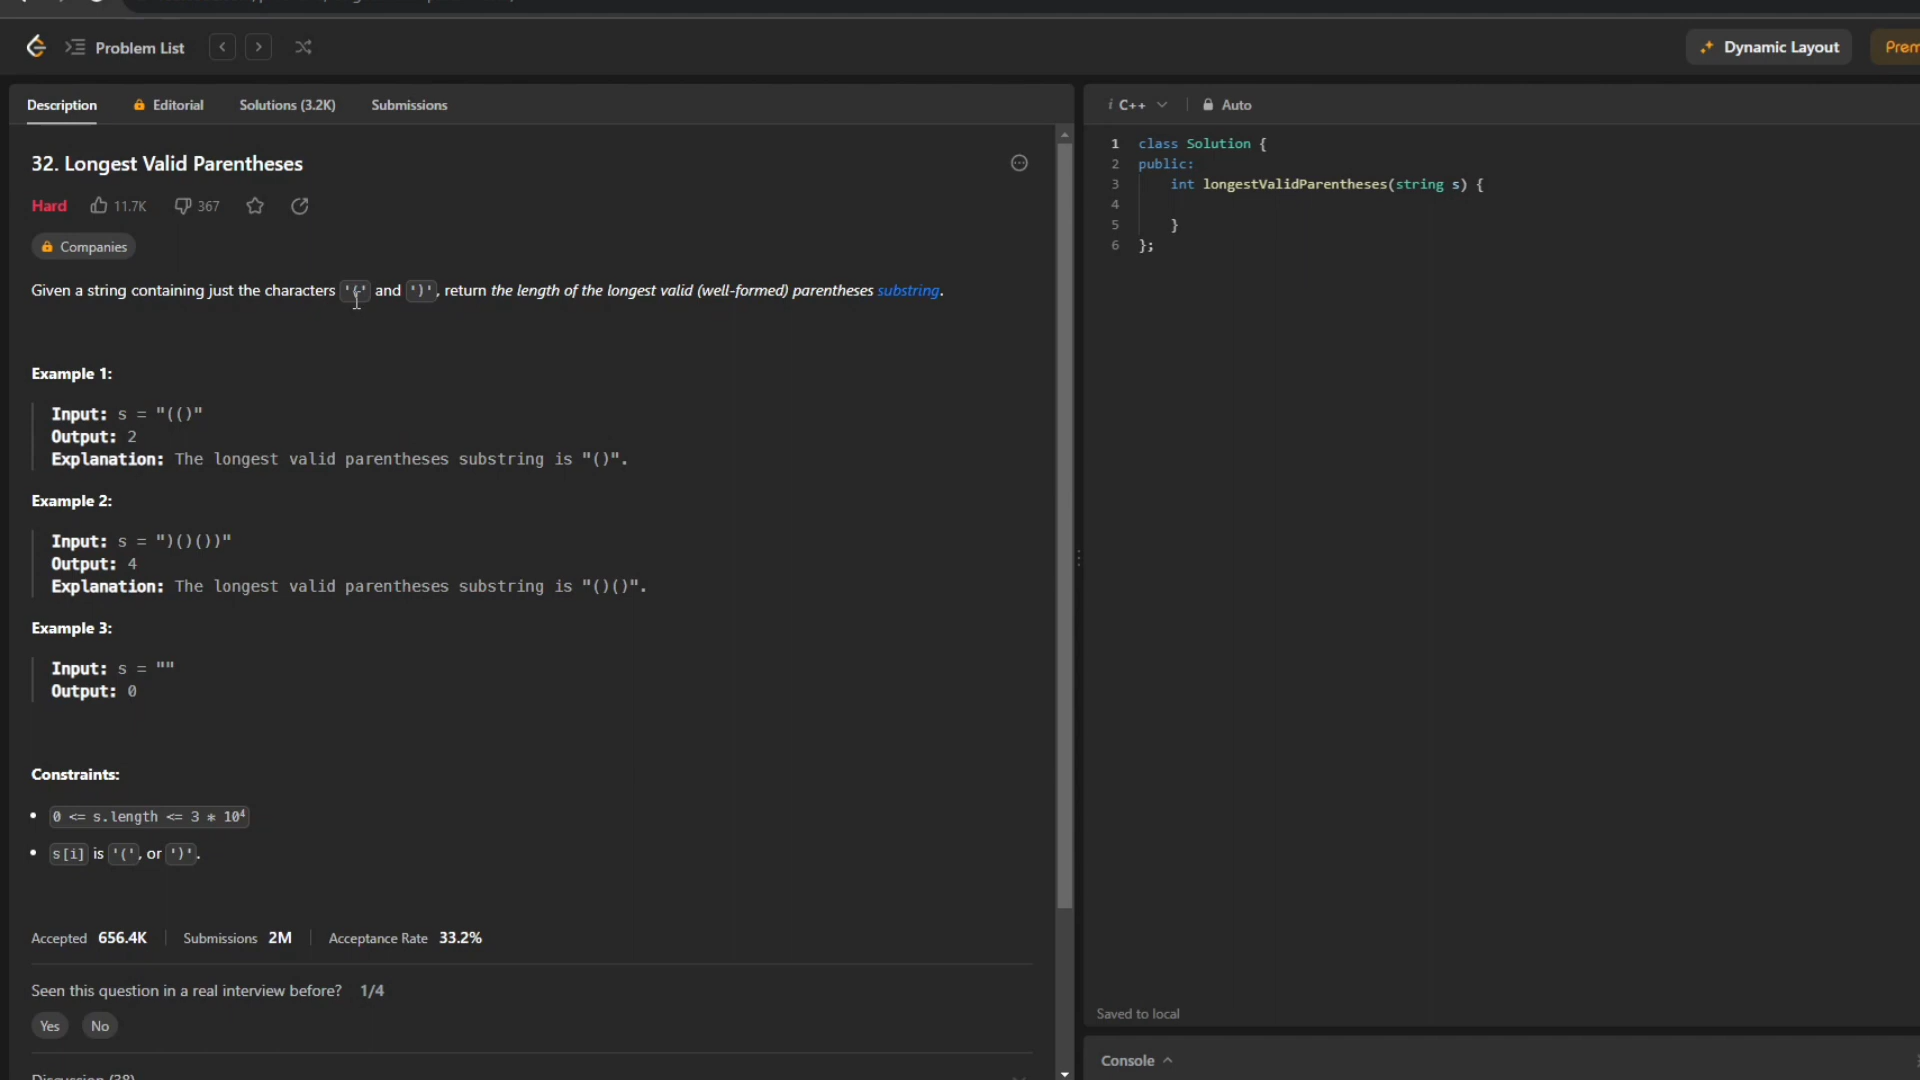 Problem List
Dynamic Layout
Prem
Description
Editorial
Solutions (3.2K)
Submissions
32. Longest Valid Parentheses
Hard
11.7K
367
Companies
Given a string containing just the characters '(' and ')', return the length of the longest valid (well-formed) parentheses substring.
Example 1:
Input: s = "(()"
Output: 2
Explanation: The longest valid parentheses substring is "()".
Example 2:
Input: s = ")()())"
Output: 4
Explanation: The longest valid parentheses substring is "()()".
Example 3:
Input: s = ""
Output: 0
Constraints:
• 0 <= s.length <= 3 * 10⁴
• s[i] is '(', or ')'.
Accepted 656.4K
Submissions 2M
Acceptance Rate 33.2%
Seen this question in a real interview before? 1/4
Yes
No
Discussion (38)
i C++
Auto
1 class Solution {
2 public:
3 int longestValidParentheses(string s) {
4
5 }
6 };
Saved to local
Console